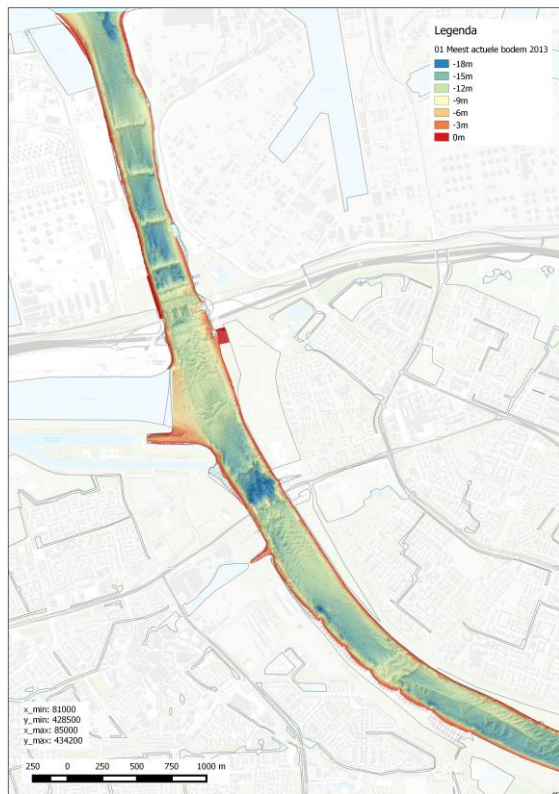 Legenda
01 Meest actuele bodem 2013
-18m
-15m
-12m
-9m
-6m
-3m
0m
x_min: 81000
y_min: 428500
x_max: 85000
y_max: 434200
250 0 250 500 750 1000 m